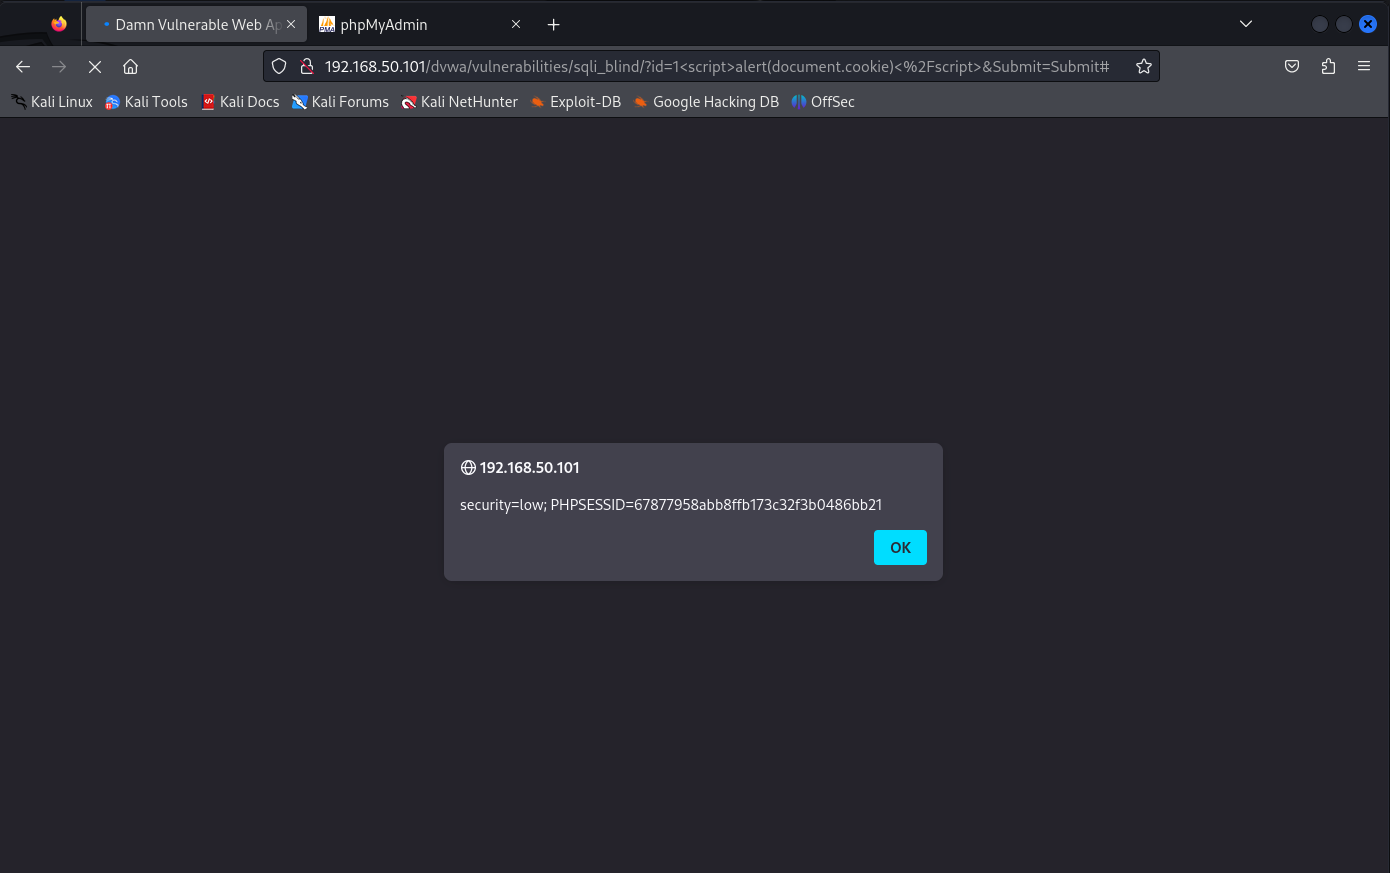 Damn Vulnerable Web Ap
phpMyAdmin
192.168.50.101/dvwa/vulnerabilities/sqli_blind/?id=1<script>alert(document.cookie)<%2Fscript>&Submit=Submit#
Kali Linux Kali Tools Kali Docs Kali Forums Kali NetHunter Exploit-DB Google Hacking DB OffSec
192.168.50.101
security=low; PHPSESSID=67877958abb8ffb173c32f3b0486bb21
OK